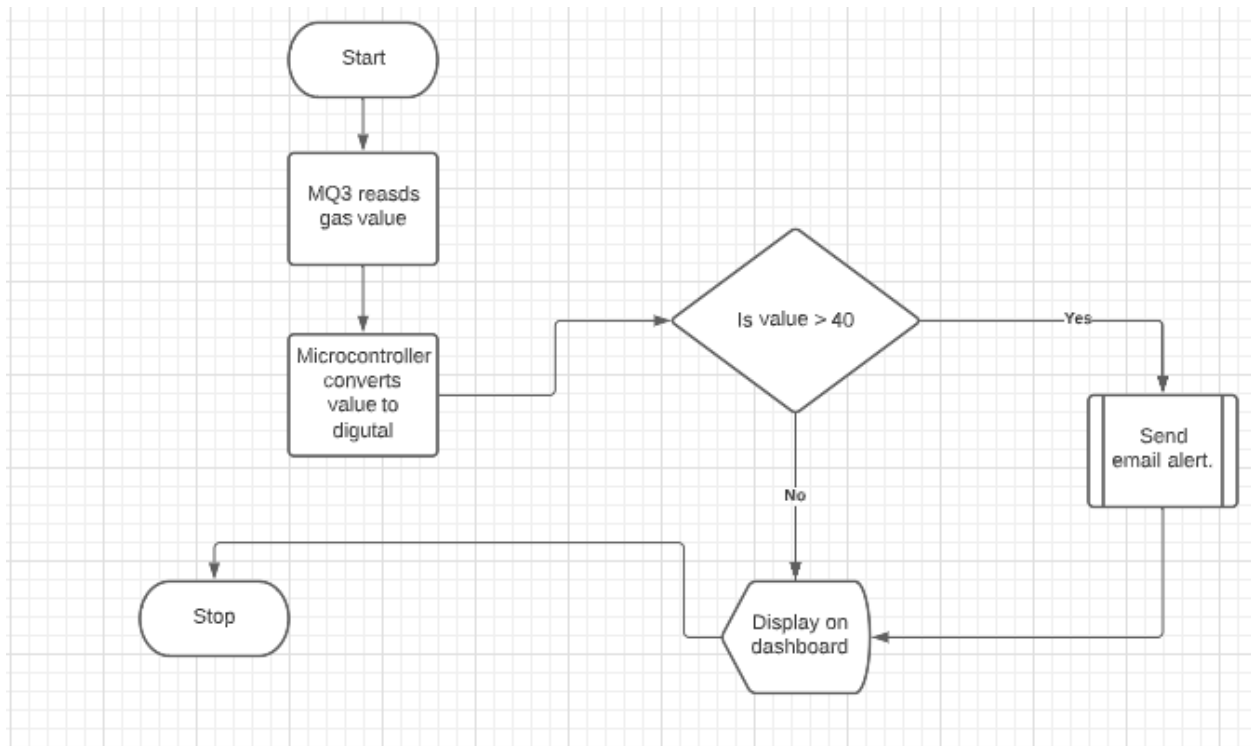 Start
MQ3 reasds
gas value
Microcontroller
converts
value to
digutal
Is value > 40
Yes
Send
email alert.
No
Display on
dashboard
Stop